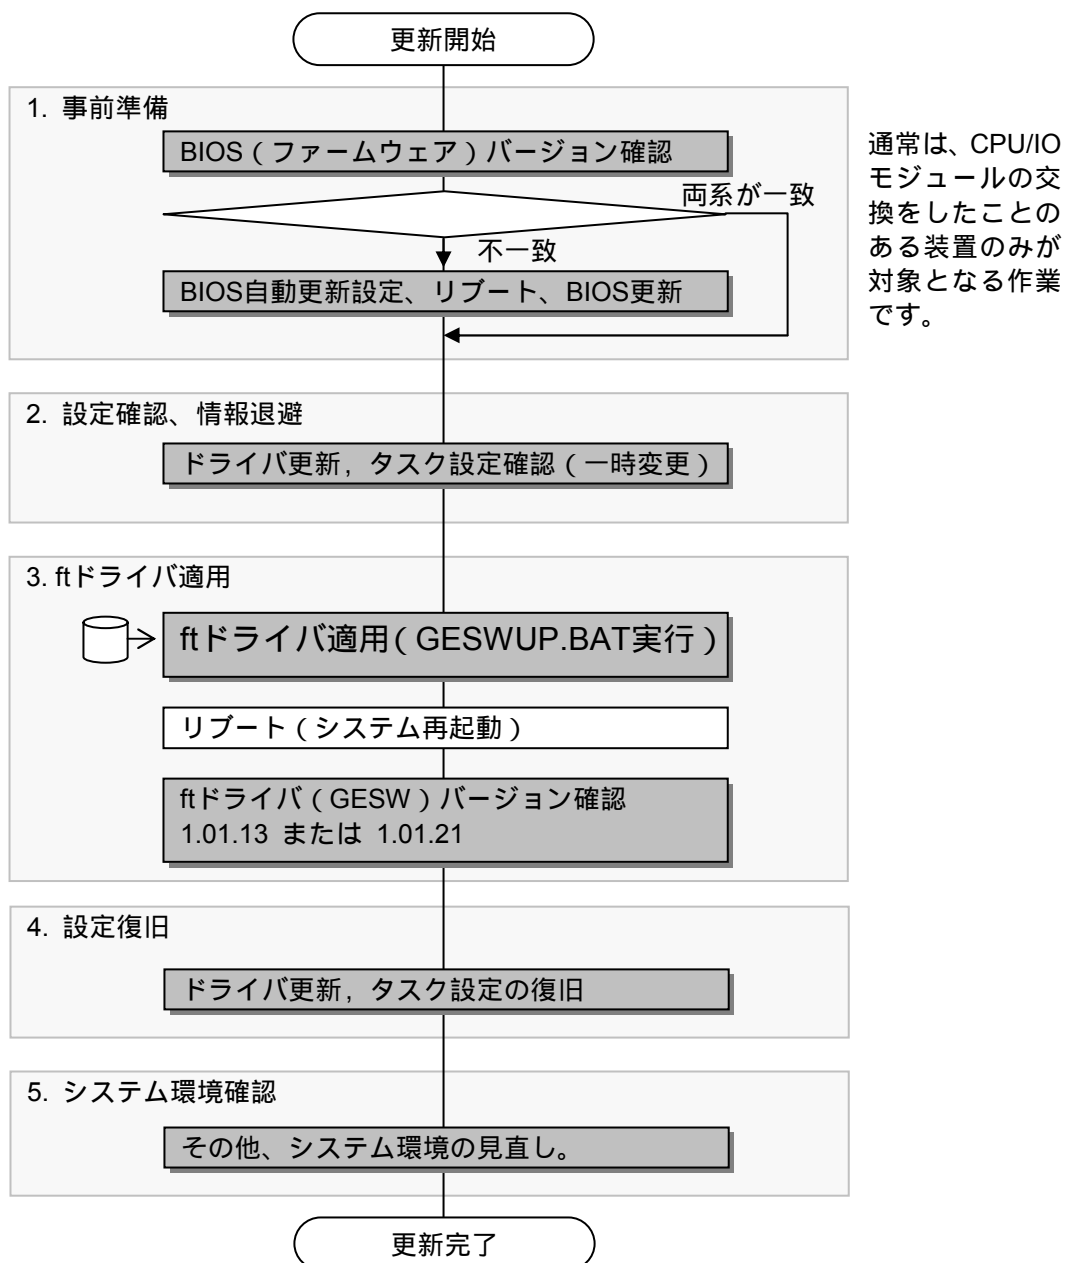 更新開始
1. 事前準備
BIOS（ファームウェア）バージョン確認
両系が一致
不一致
BIOS自動更新設定、リブート、BIOS更新
通常は、CPU/IO
モジュールの交
換をしたことの
ある装置のみが
対象となる作業
です。
2. 設定確認、情報退避
ドライバ更新，タスク設定確認（一時変更）
3. ftドライバ適用
ftドライバ適用（GESWUP.BAT実行）
リブート（システム再起動）
ftドライバ（GESW）バージョン確認
1.01.13 または 1.01.21
4. 設定復旧
ドライバ更新，タスク設定の復旧
5. システム環境確認
その他、システム環境の見直し。
更新完了